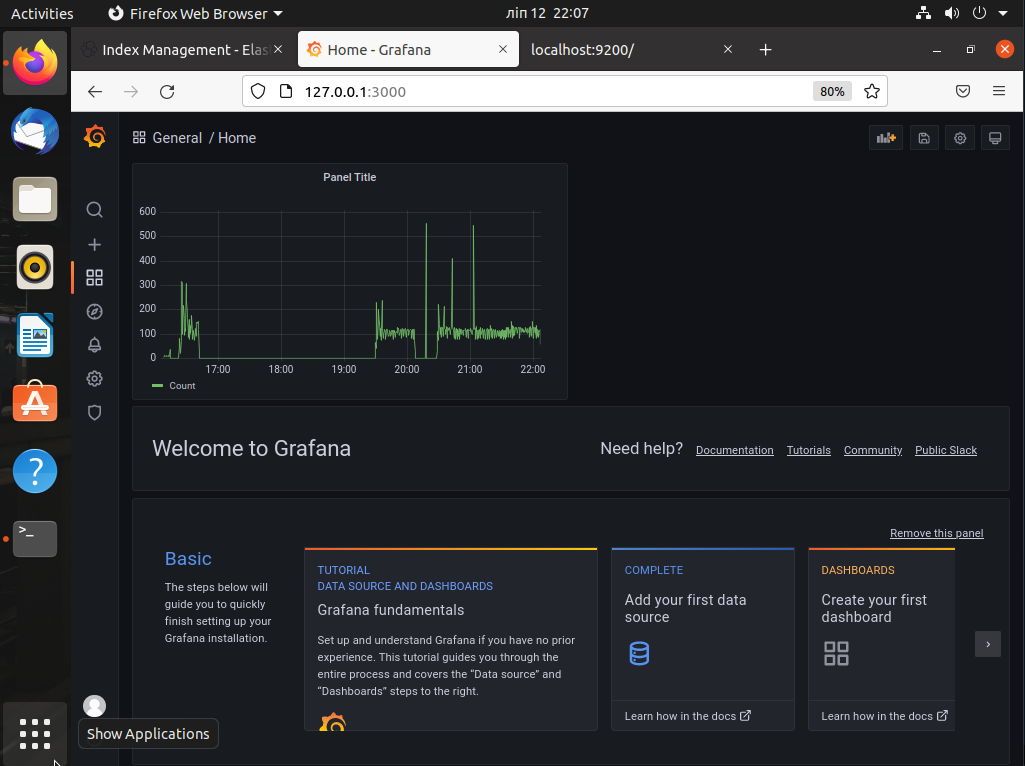 Activities
Firefox Web Browser
ліп 12 22:07
Index Management - Elas
Home - Grafana
localhost:9200/
127.0.0.1:3000
80%
General / Home
Panel Title
600
500
400
300
200
100
0
17:00 18:00 19:00 20:00 21:00 22:00
Count
Welcome to Grafana
Need help? Documentation Tutorials Community Public Slack
Remove this panel
Basic
The steps below will
guide you to quickly
finish setting up your
Grafana installation.
TUTORIAL
DATA SOURCE AND DASHBOARDS
Grafana fundamentals
Set up and understand Grafana if you have no prior
experience. This tutorial guides you through the
entire process and covers the “Data source” and
“Dashboards” steps to the right.
COMPLETE
Add your first data
source
Learn how in the docs
DASHBOARDS
Create your first
dashboard
Learn how in the docs
Show Applications